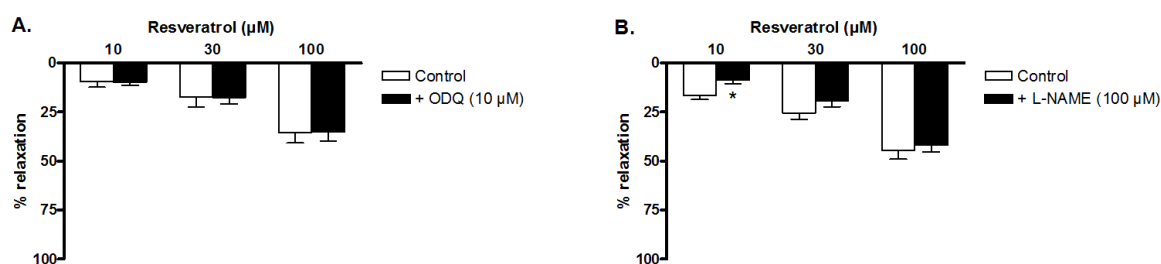 A.
Resveratrol (µM)
10 30 100
0
25
50
75
100
% relaxation
Control
+ ODQ (10 µM)
B.
Resveratrol (µM)
10 30 100
0
25
50
75
100
% relaxation
*
Control
+ L-NAME (100 µM)